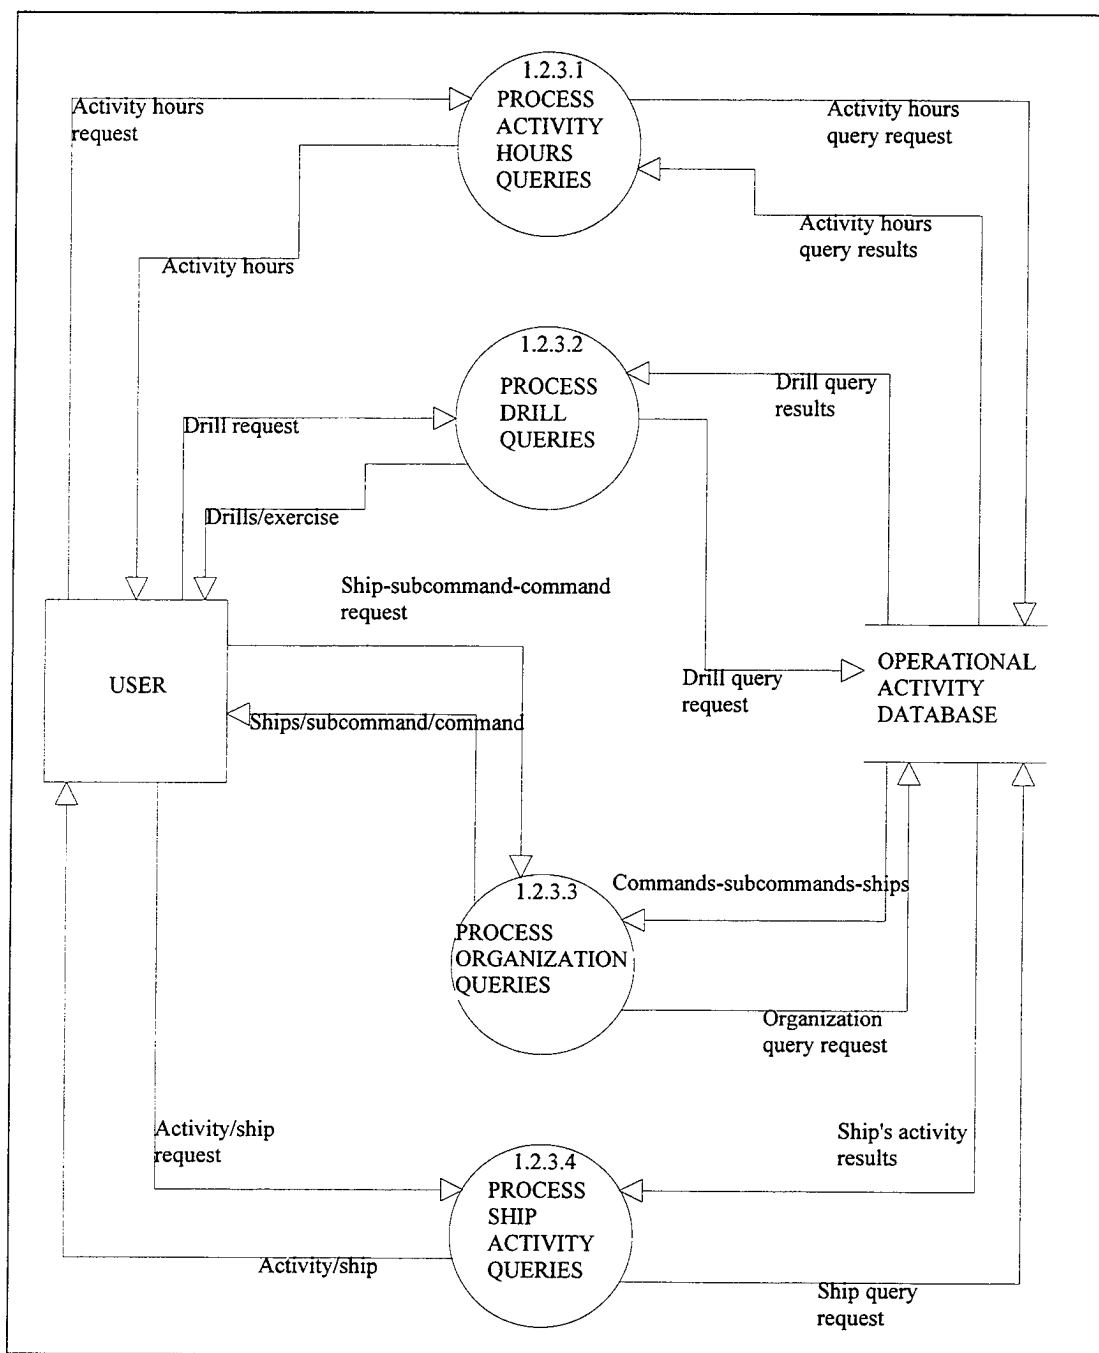 1.2.3.1
PROCESS
ACTIVITY
HOURS
QUERIES
Activity hours
request
Activity hours
query request
Activity hours
query results
Activity hours
1.2.3.2
PROCESS
DRILL
QUERIES
Drill query
results
Drill request
Drills/exercise
Ship-subcommand-command
request
USER
Drill query
request
OPERATIONAL
ACTIVITY
DATABASE
Ships/subcommand/command
1.2.3.3
PROCESS
ORGANIZATION
QUERIES
Commands-subcommands-ships
Organization
query request
Activity/ship
request
Ship's activity
results
1.2.3.4
PROCESS
SHIP
ACTIVITY
QUERIES
Activity/ship
Ship query
request